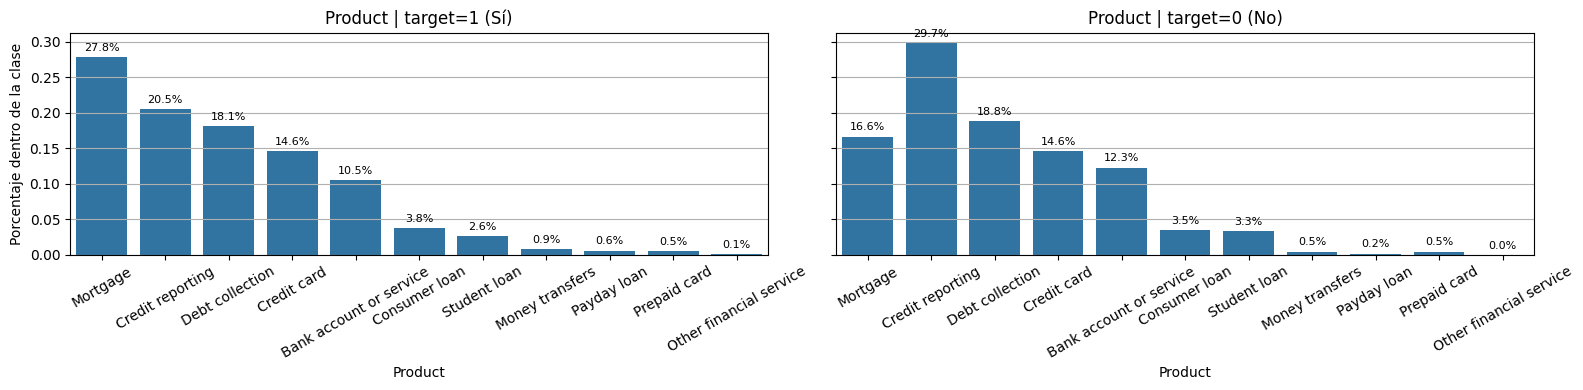 Product | target=1 (Sí)
Porcentaje dentro de la clase
0.30
0.25
0.20
0.15
0.10
0.05
0.00
27.8%
20.5%
18.1%
14.6%
10.5%
3.8%
2.6%
0.9%
0.6%
0.5%
0.1%
Mortgage
Credit reporting
Debt collection
Credit card
Bank account or service
Consumer loan
Student loan
Money transfers
Payday loan
Prepaid card
Other financial service
Product
Product | target=0 (No)
16.6%
29.7%
18.8%
14.6%
12.3%
3.5%
3.3%
0.5%
0.2%
0.5%
0.0%
Mortgage
Credit reporting
Debt collection
Credit card
Bank account or service
Consumer loan
Student loan
Money transfers
Payday loan
Prepaid card
Other financial service
Product